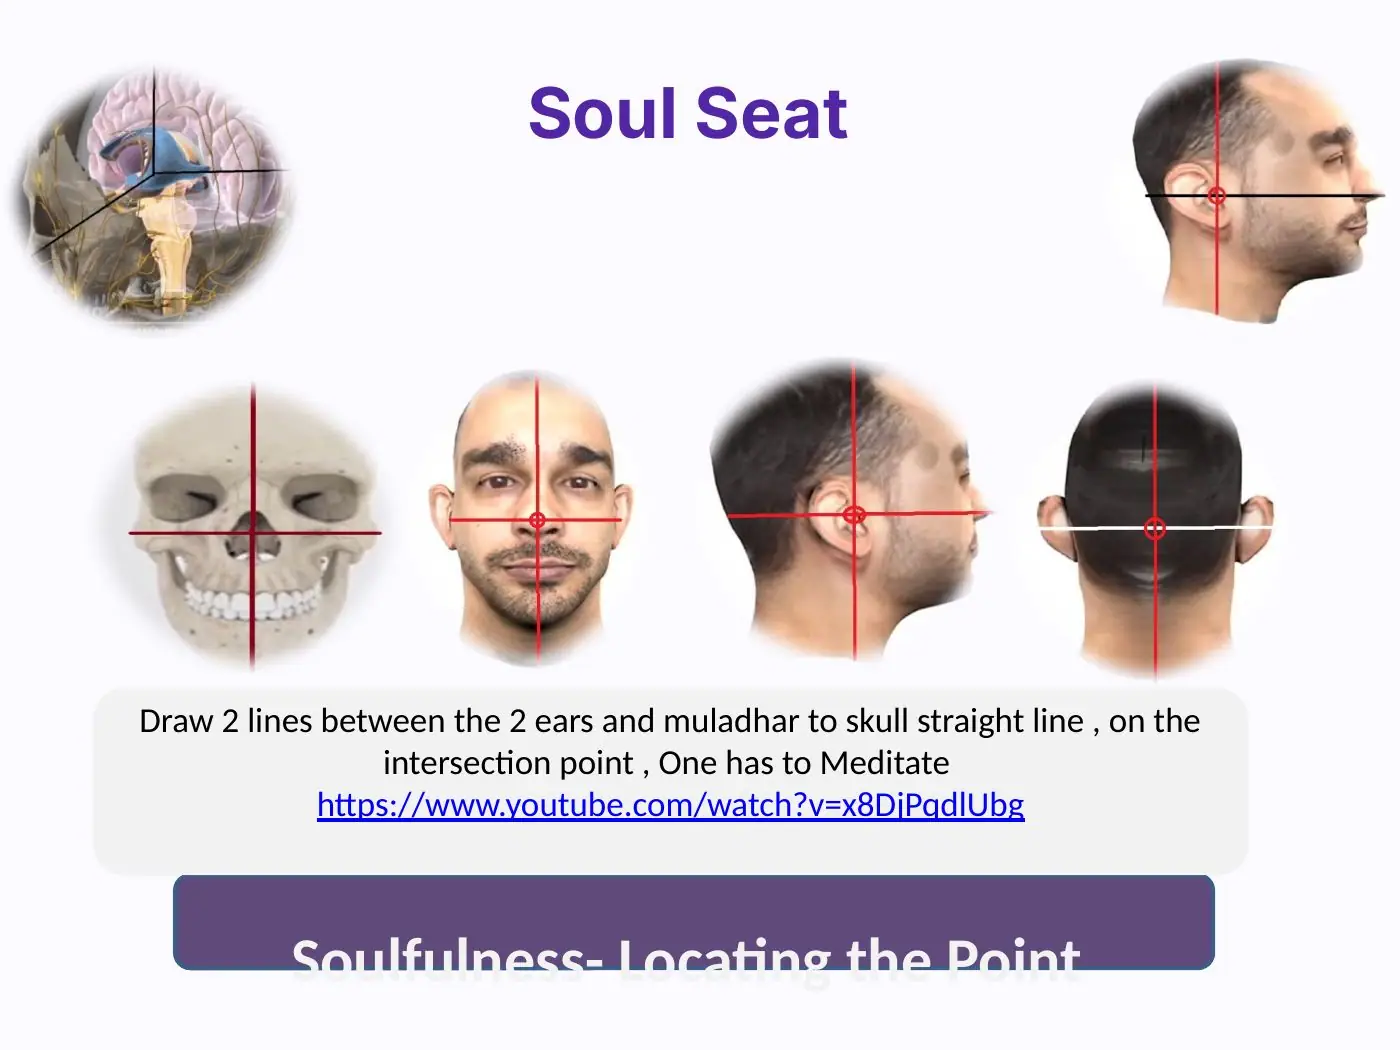 Soul Seat
Draw 2 lines between the 2 ears and muladhar to skull straight line , on the
intersection point , One has to Meditate
https://www.youtube.com/watch?v=x8DjPqdlUbg
Soulfulness- Locating the Point